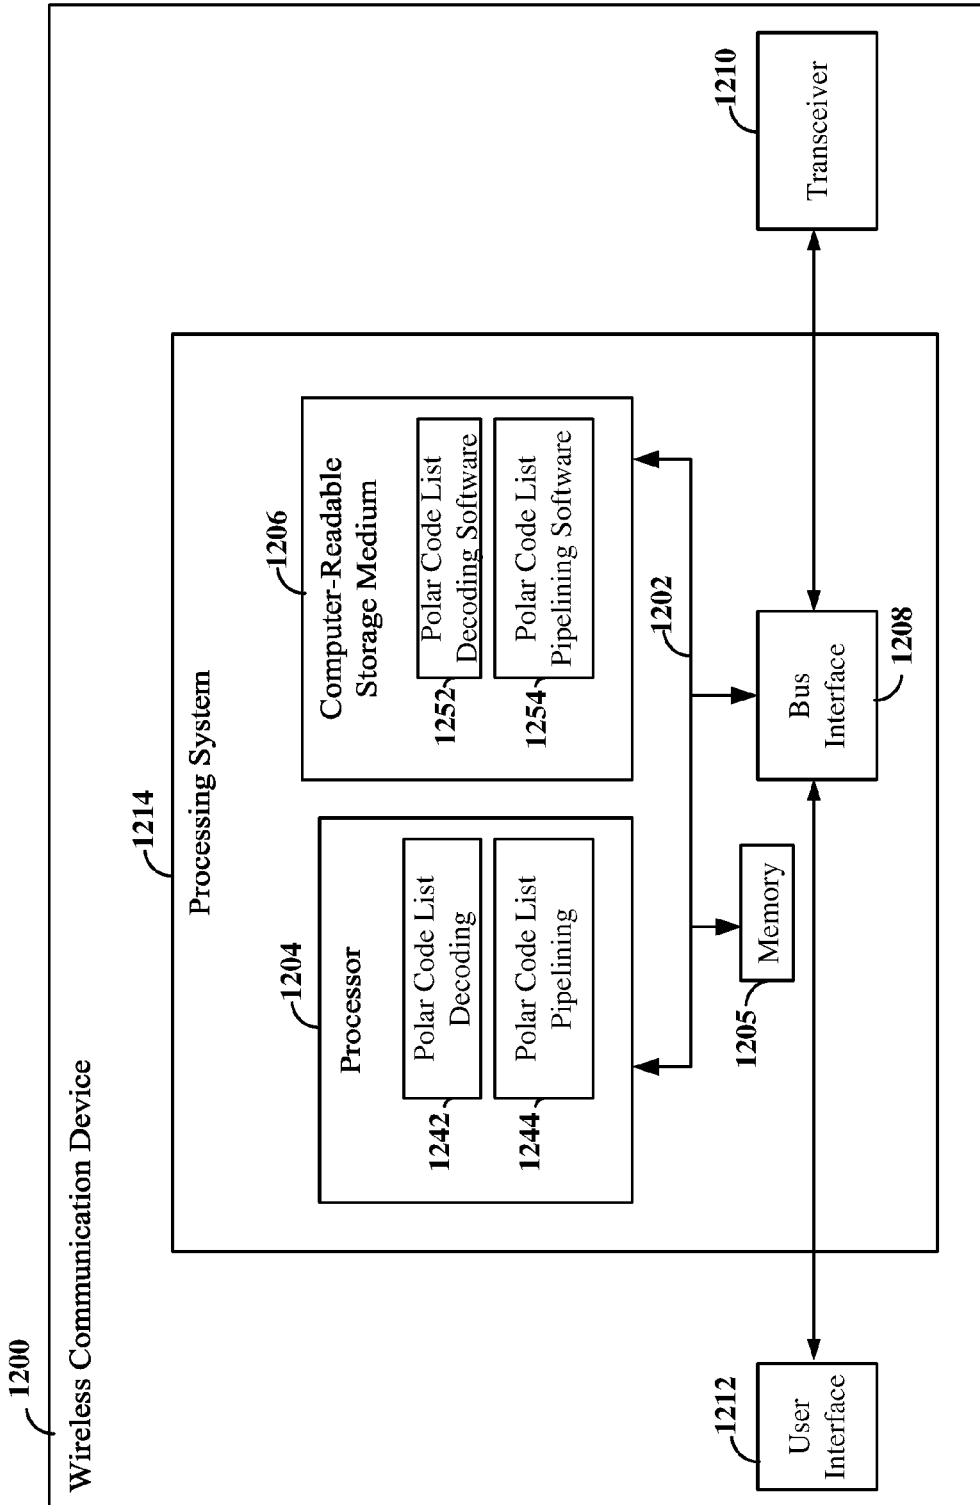 1200
Wireless Communication Device
1214
Processing System
1204
Processor
1242
Polar Code List
Decoding
1244
Polar Code List
Pipelining
1206
Computer-Readable
Storage Medium
1252
Polar Code List
Decoding Software
1254
Polar Code List
Pipelining Software
1202
1205
Memory
1212
User
Interface
Bus
Interface
1208
1210
Transceiver